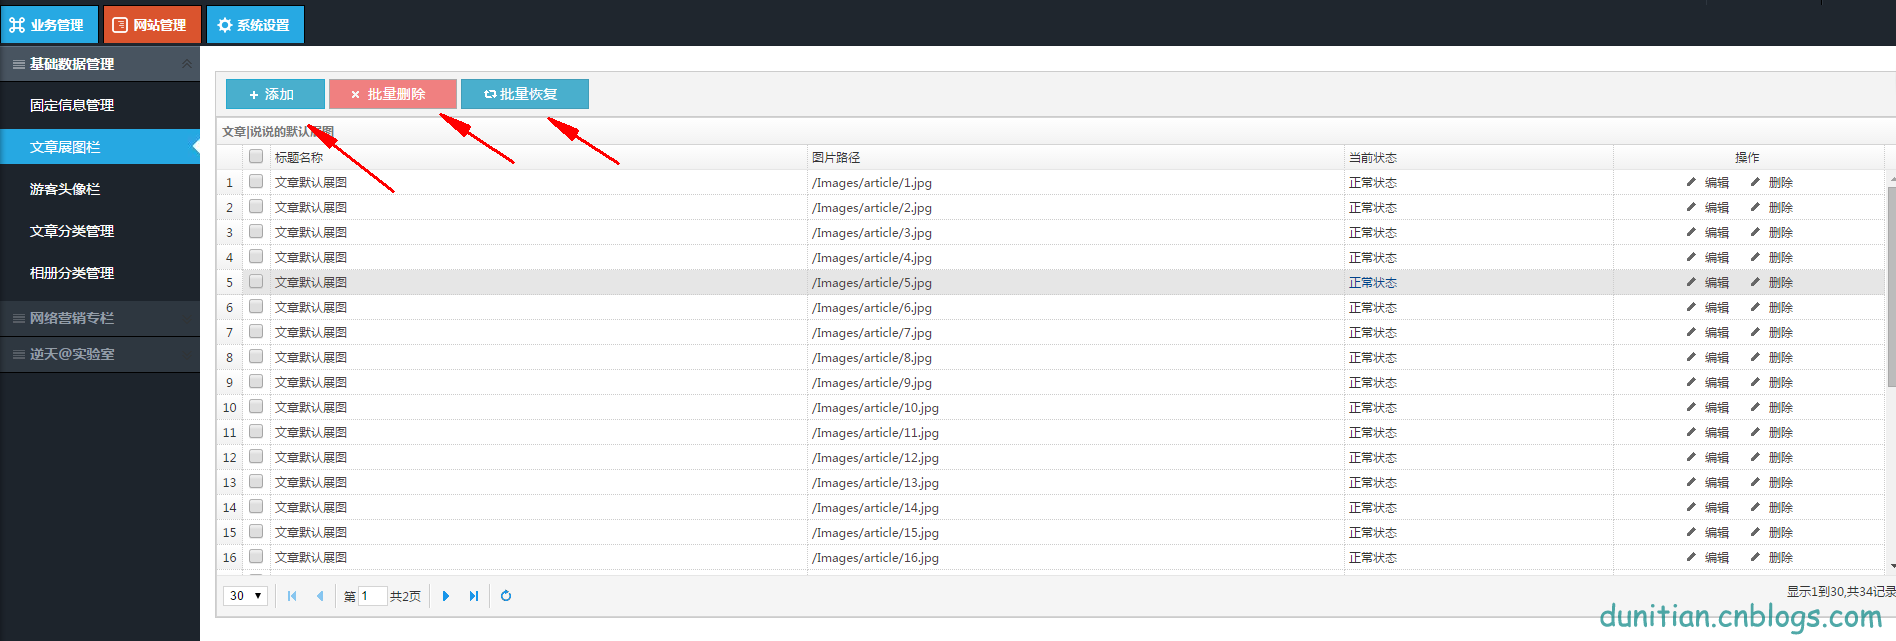 业务管理 网站管理 系统设置
基础数据管理
固定信息管理
文章展图栏
游客头像栏
文章分类管理
相册分类管理
网络营销专栏
逆天@实验室
添加 批量删除 批量恢复
文章|说说的默认展图
标题名称 图片路径 当前状态 操作
1 文章默认展图 /Images/article/1.jpg 正常状态 编辑 删除
2 文章默认展图 /Images/article/2.jpg 正常状态 编辑 删除
3 文章默认展图 /Images/article/3.jpg 正常状态 编辑 删除
4 文章默认展图 /Images/article/4.jpg 正常状态 编辑 删除
5 文章默认展图 /Images/article/5.jpg 正常状态 编辑 删除
6 文章默认展图 /Images/article/6.jpg 正常状态 编辑 删除
7 文章默认展图 /Images/article/7.jpg 正常状态 编辑 删除
8 文章默认展图 /Images/article/8.jpg 正常状态 编辑 删除
9 文章默认展图 /Images/article/9.jpg 正常状态 编辑 删除
10 文章默认展图 /Images/article/10.jpg 正常状态 编辑 删除
11 文章默认展图 /Images/article/11.jpg 正常状态 编辑 删除
12 文章默认展图 /Images/article/12.jpg 正常状态 编辑 删除
13 文章默认展图 /Images/article/13.jpg 正常状态 编辑 删除
14 文章默认展图 /Images/article/14.jpg 正常状态 编辑 删除
15 文章默认展图 /Images/article/15.jpg 正常状态 编辑 删除
16 文章默认展图 /Images/article/16.jpg 正常状态 编辑 删除
30 第 1 共2页 显示1到30,共34记录
dunitian.cnblogs.com